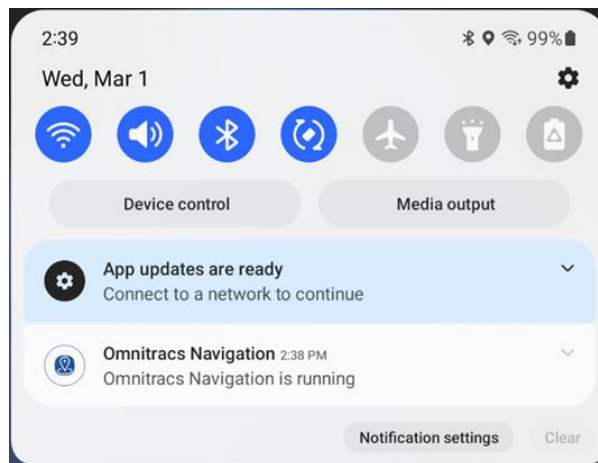 2:39 99%
Wed, Mar 1
Device control Media output
App updates are ready
Connect to a network to continue
Omnitracs Navigation 2:38 PM
Omnitracs Navigation is running
Notification settings Clear